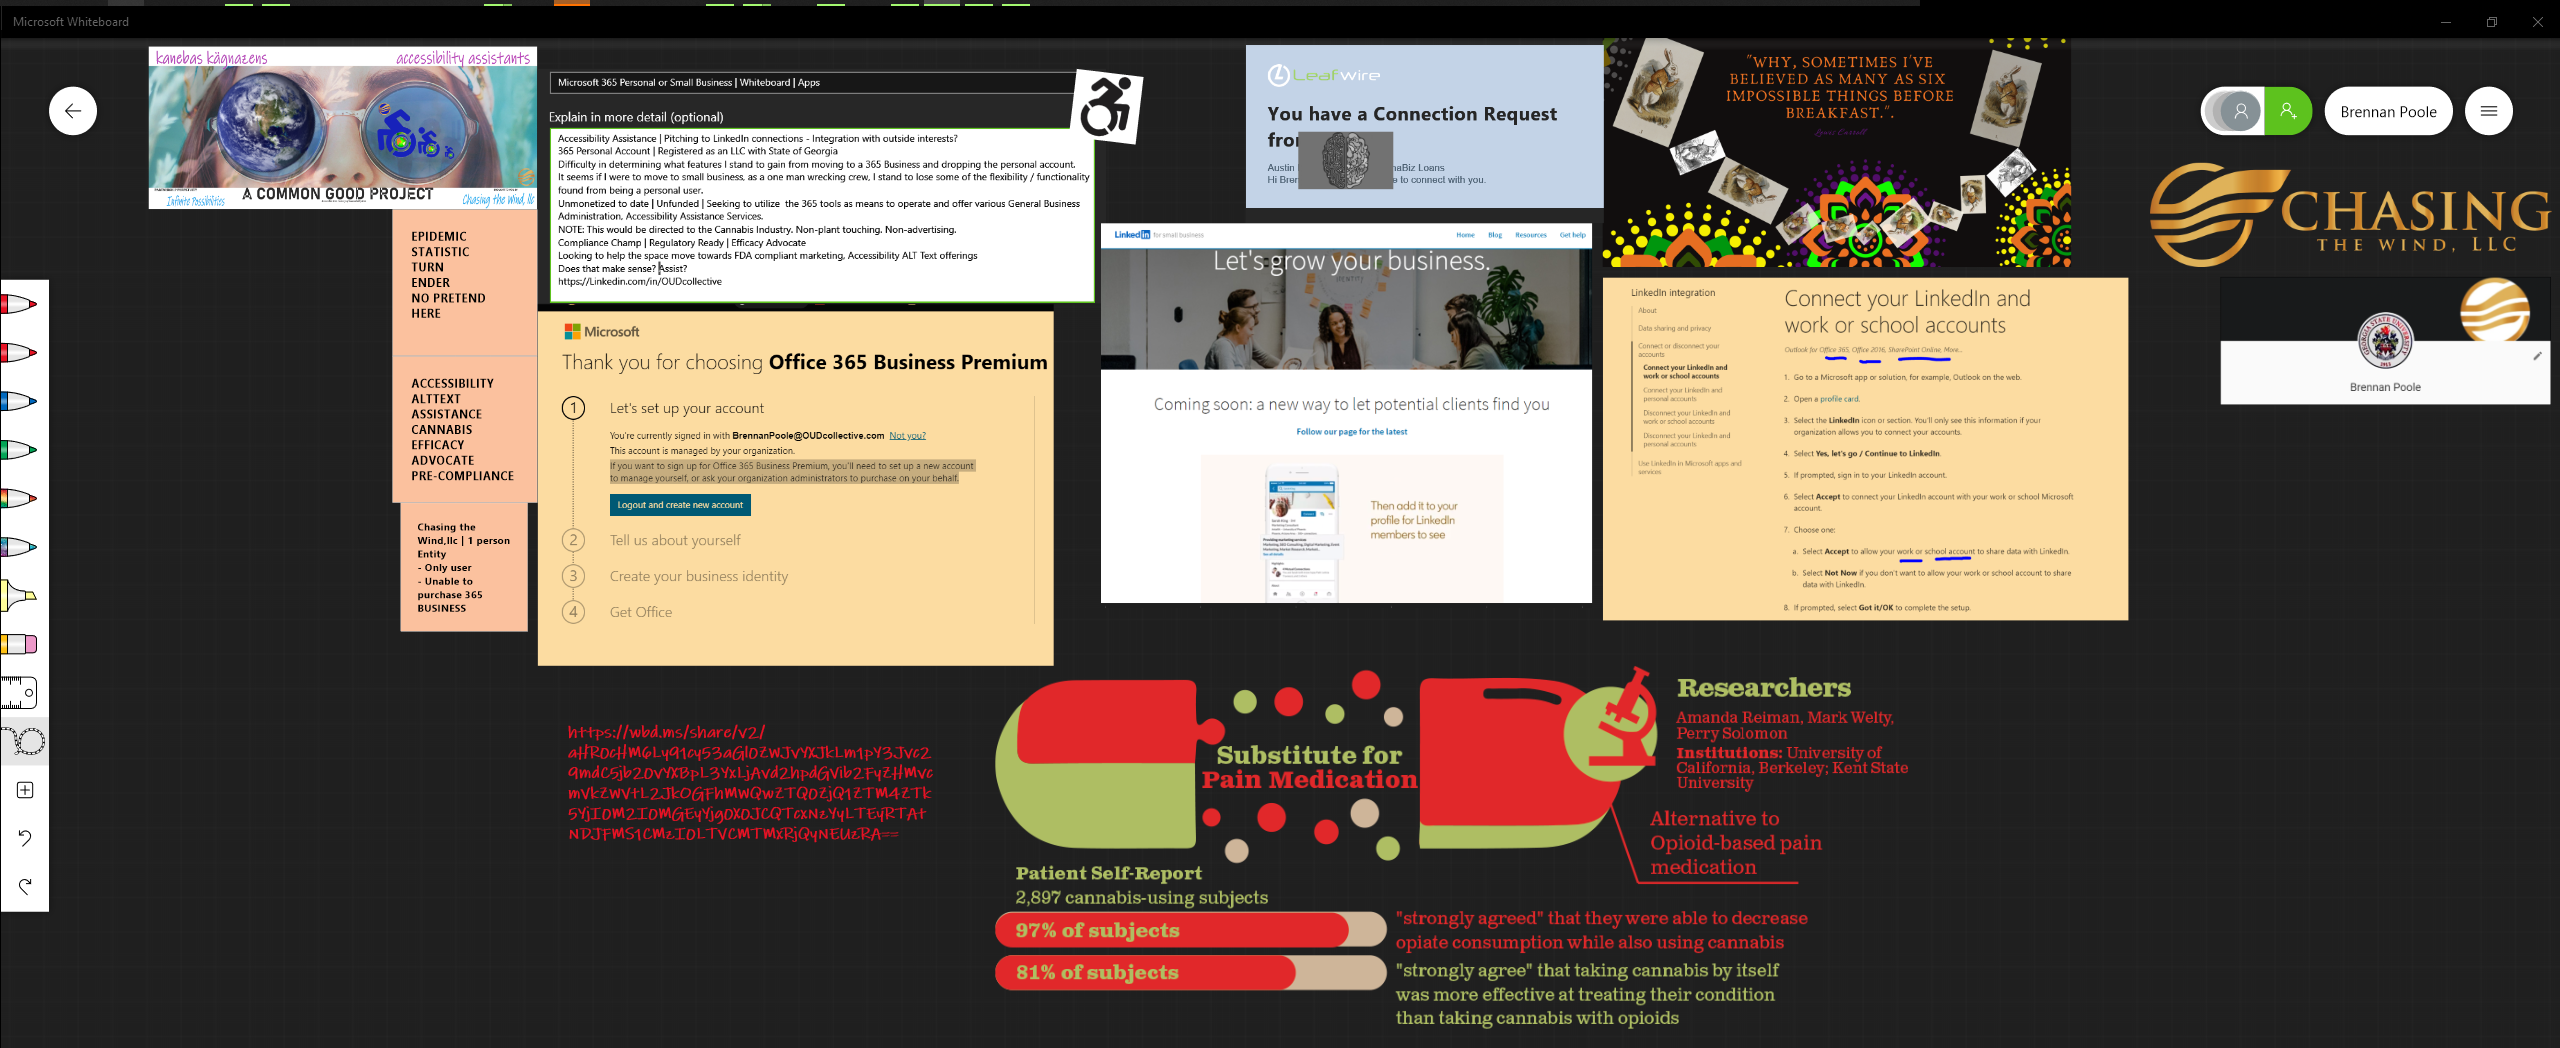 Microsoft Whiteboard
kanebas kägnazens
accessibility assistants
A COMMON GOOD PROJECT
Infinite Possibilities
Chasing the Wind, llc
Microsoft 365 Personal or Small Business | Whiteboard | Apps
Explain in more detail (optional)
Accessibility Assistance | Pitching to LinkedIn connections - Integration with outside interests?
365 Personal Account | Registered as an LLC with State of Georgia
Difficulty in determining what features I stand to gain from moving to a 365 Business and dropping the personal account.
It seems if I were to move to small business, as a one man wrecking crew, I stand to lose some of the flexibility / functionality
found from being a personal user.
Unmonetized to date | Unfunded | Seeking to utilize the 365 tools as means to operate and offer various General Business
Administration, Accessibility Assistance Services.
NOTE: This would be directed to the Cannabis Industry. Non-plant touching. Non-advertising.
Compliance Champ | Regulatory Ready | Efficacy Advocate
Looking to help the space move towards FDA compliant marketing, Accessibility ALT Text offerings
Does that make sense? Assist?
https://Linkedin.com/in/OUDcollective
EPIDEMIC
STATISTIC
TURN
ENDER
NO PRETEND
HERE
ACCESSIBILITY
ALTTEXT
ASSISTANCE
CANNABIS
EFFICACY
ADVOCATE
PRE-COMPLIANCE
Chasing the
Wind,llc | 1 person
Entity
- Only user
- Unable to
purchase 365
BUSINESS
Microsoft
Thank you for choosing Office 365 Business Premium
1 Let's set up your account
You're currently signed in with BrennanPoole@OUDcollective.com Not you?
This account is managed by your organization.
If you want to sign up for Office 365 Business Premium, you'll need to set up a new account
to manage yourself, or ask your organization administrators to purchase on your behalf.
Logout and create new account
2 Tell us about yourself
3 Create your business identity
4 Get Office
Leafwire
You have a Connection Request
from
Austin naBiz Loans
Hi Bren e to connect with you.
LinkedIn for small business
Home Blog Resources Get help
Let's grow your business.
IDENTITY
Coming soon: a new way to let potential clients find you
Follow our page for the latest
Then add it to your
profile for LinkedIn
members to see
"WHY, SOMETIMES I'VE
BELIEVED AS MANY AS SIX
IMPOSSIBLE THINGS BEFORE
BREAKFAST.".
Lewis Carroll
LinkedIn integration
About
Data sharing and privacy
Connect or disconnect your
accounts
Connect your LinkedIn and
work or school accounts
Connect your LinkedIn and
personal accounts
Disconnect your LinkedIn and
work or school accounts
Disconnect your LinkedIn and
personal accounts
Use LinkedIn in Microsoft apps and
services
Connect your LinkedIn and
work or school accounts
Outlook for Office 365, Office 2016, SharePoint Online, More...
1. Go to a Microsoft app or solution, for example, Outlook on the web.
2. Open a profile card.
3. Select the LinkedIn icon or section. You'll only see this information if your
organization allows you to connect your accounts.
4. Select Yes, let's go / Continue to LinkedIn.
5. If prompted, sign in to your LinkedIn account.
6. Select Accept to connect your LinkedIn account with your work or school Microsoft
account.
7. Choose one:
a. Select Accept to allow your work or school account to share data with LinkedIn.
b. Select Not Now if you don't want to allow your work or school account to share
data with LinkedIn.
8. If prompted, select Got it/OK to complete the setup.
Brennan Poole
CHASING
THE WIND, LLC
Brennan Poole
https://wbd.ms/share/v2/
Substitute for
Pain Medication
Researchers
Amanda Reiman, Mark Welty,
Perry Solomon
Institutions: University of
California, Berkeley; Kent State
University
Alternative to
Opioid-based pain
medication
Patient Self-Report
2,897 cannabis-using subjects
97% of subjects
"strongly agreed" that they were able to decrease
opiate consumption while also using cannabis
81% of subjects
"strongly agree" that taking cannabis by itself
was more effective at treating their condition
than taking cannabis with opioids